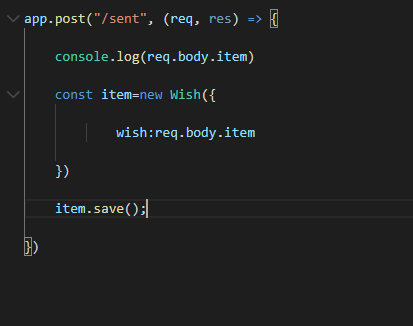 app.post("/sent", (req, res) => {
console.log(req.body.item)
const item=new Wish({
wish:req.body.item
})
item.save();
})